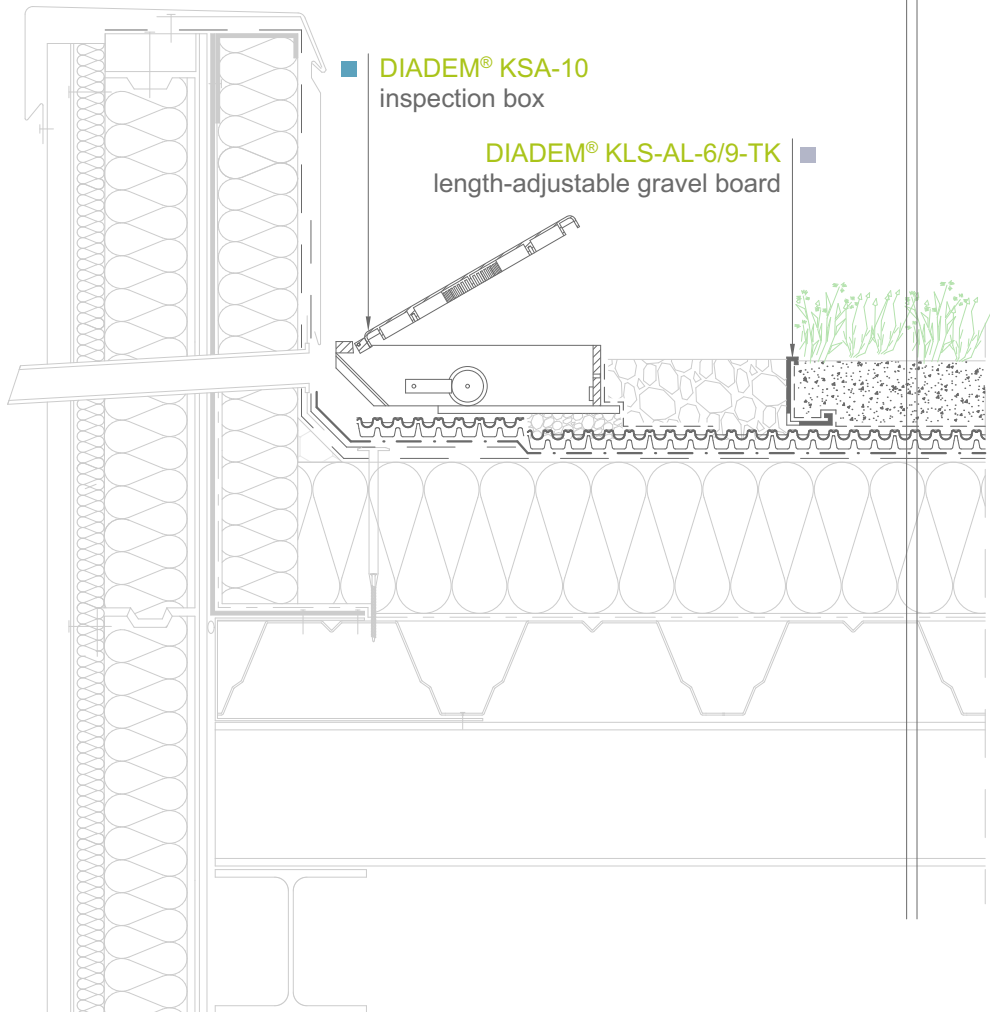 DIADEM® KSA-10
inspection box
DIADEM® KLS-AL-6/9-TK
length-adjustable gravel board